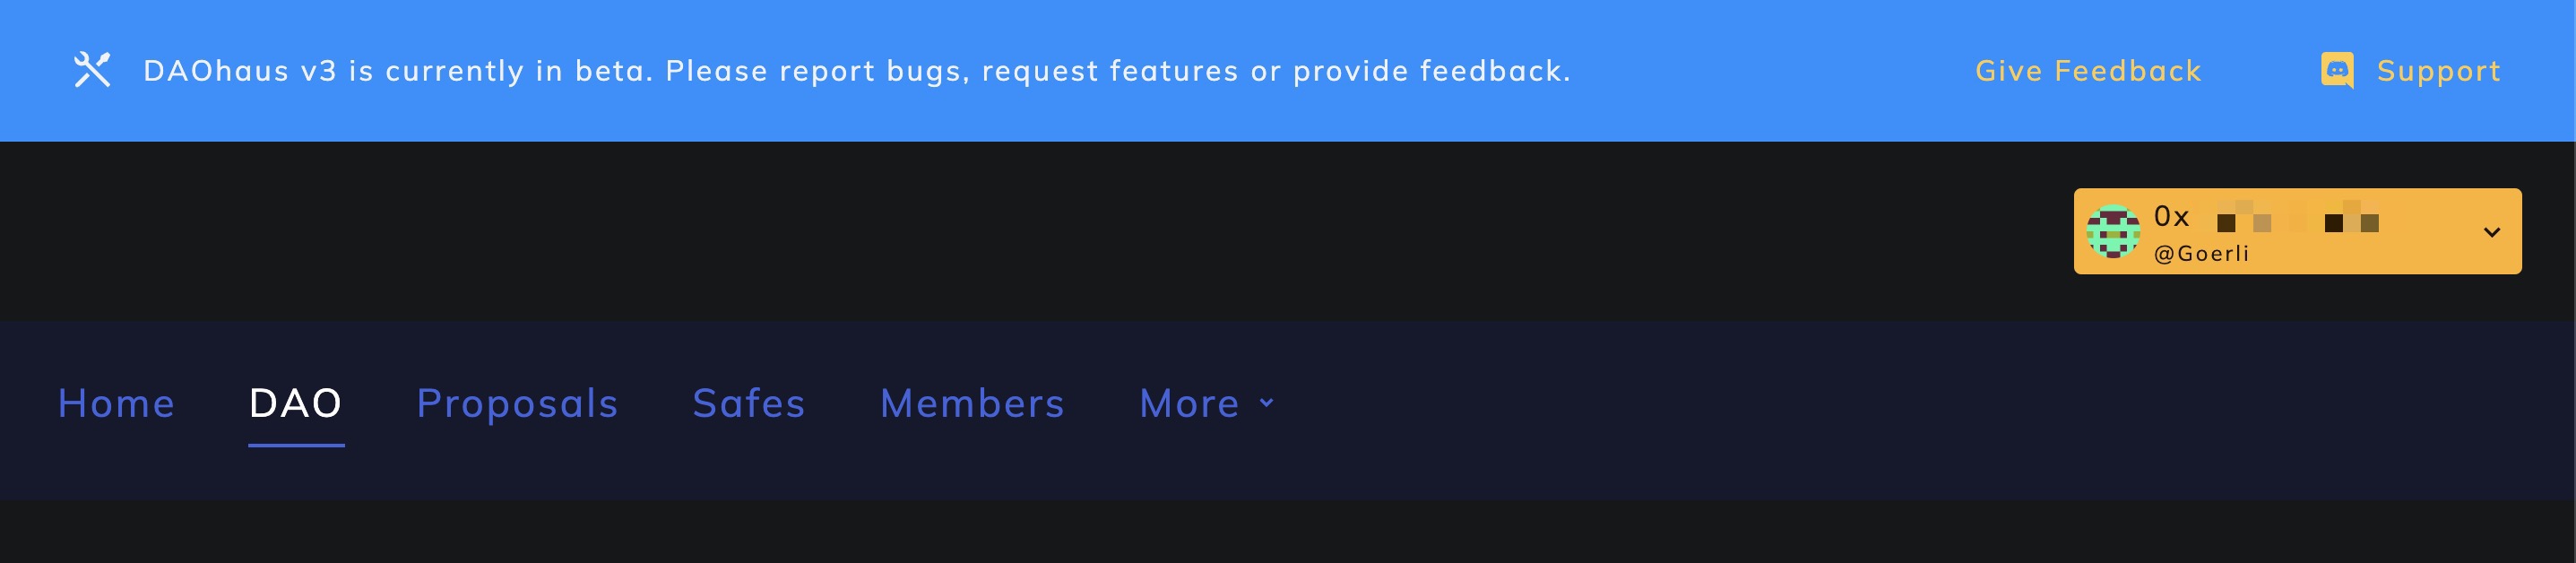 DAOhaus v3 is currently in beta. Please report bugs, request features or provide feedback. Give Feedback Support
0x
@Goerli
Home DAO Proposals Safes Members More